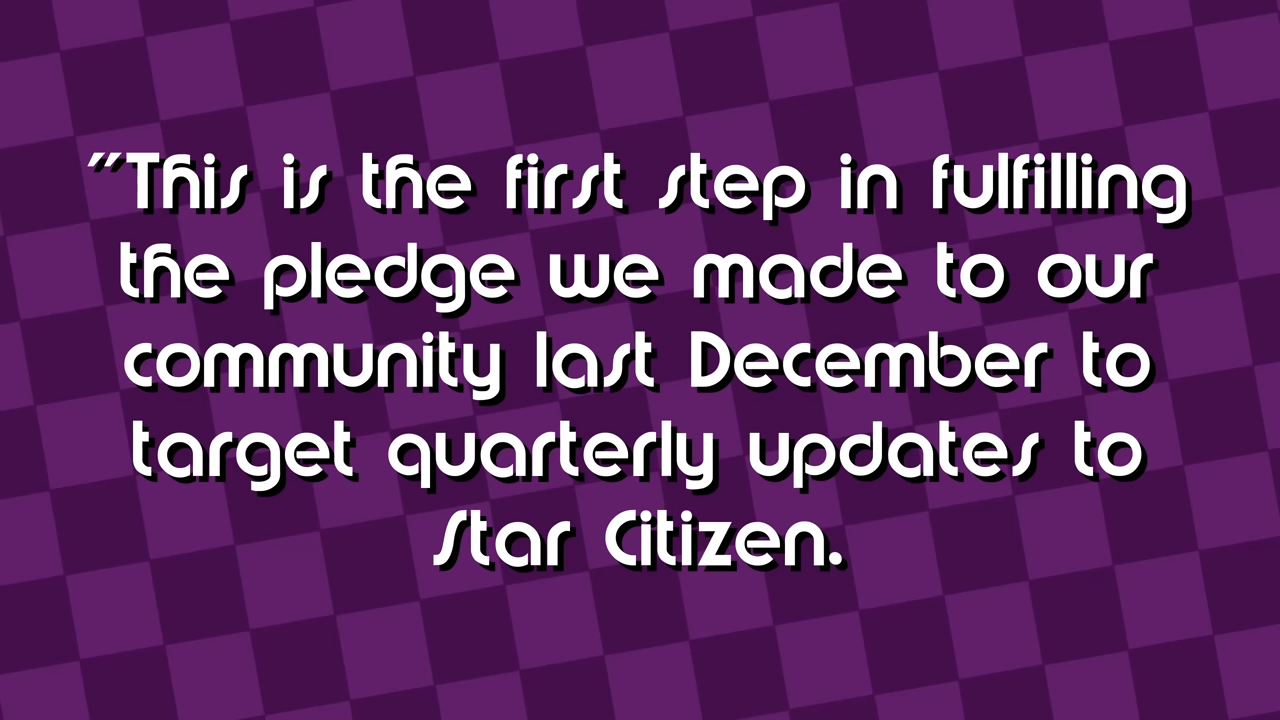 "This is the first step in fulfilling
the pledge we made to our
community last December to
target quarterly updates to
Star Citizen.